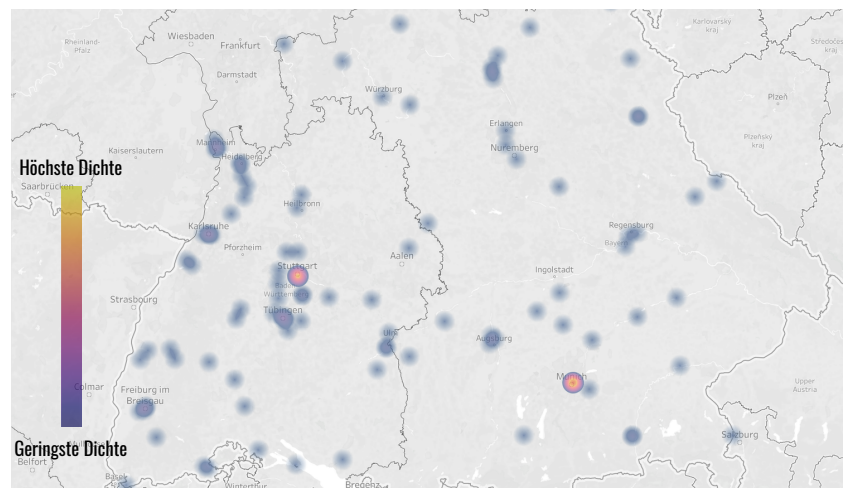 Karlovarský
kraj
Wiesbaden
Frankfurt
Rheinland-
Pfalz
Darmstadt
Würzburg
Plzeň
Erlangen
Plzeňský
kraj
Mannheim
Nuremberg
Kaiserslautern
Heidelberg
Höchste Dichte
Saarbrücken
Heilbronn
Karlsruhe
Regensburg
Pforzheim
Aalen
Stuttgart
Ingolstadt
Strasbourg
Tübingen
Augsburg
Munich
Upper
Austria
Colmar
Freiburg im
Breisgau
Salzburg
Geringste Dichte
Belfort
Basel
Winterthur
Bregenz